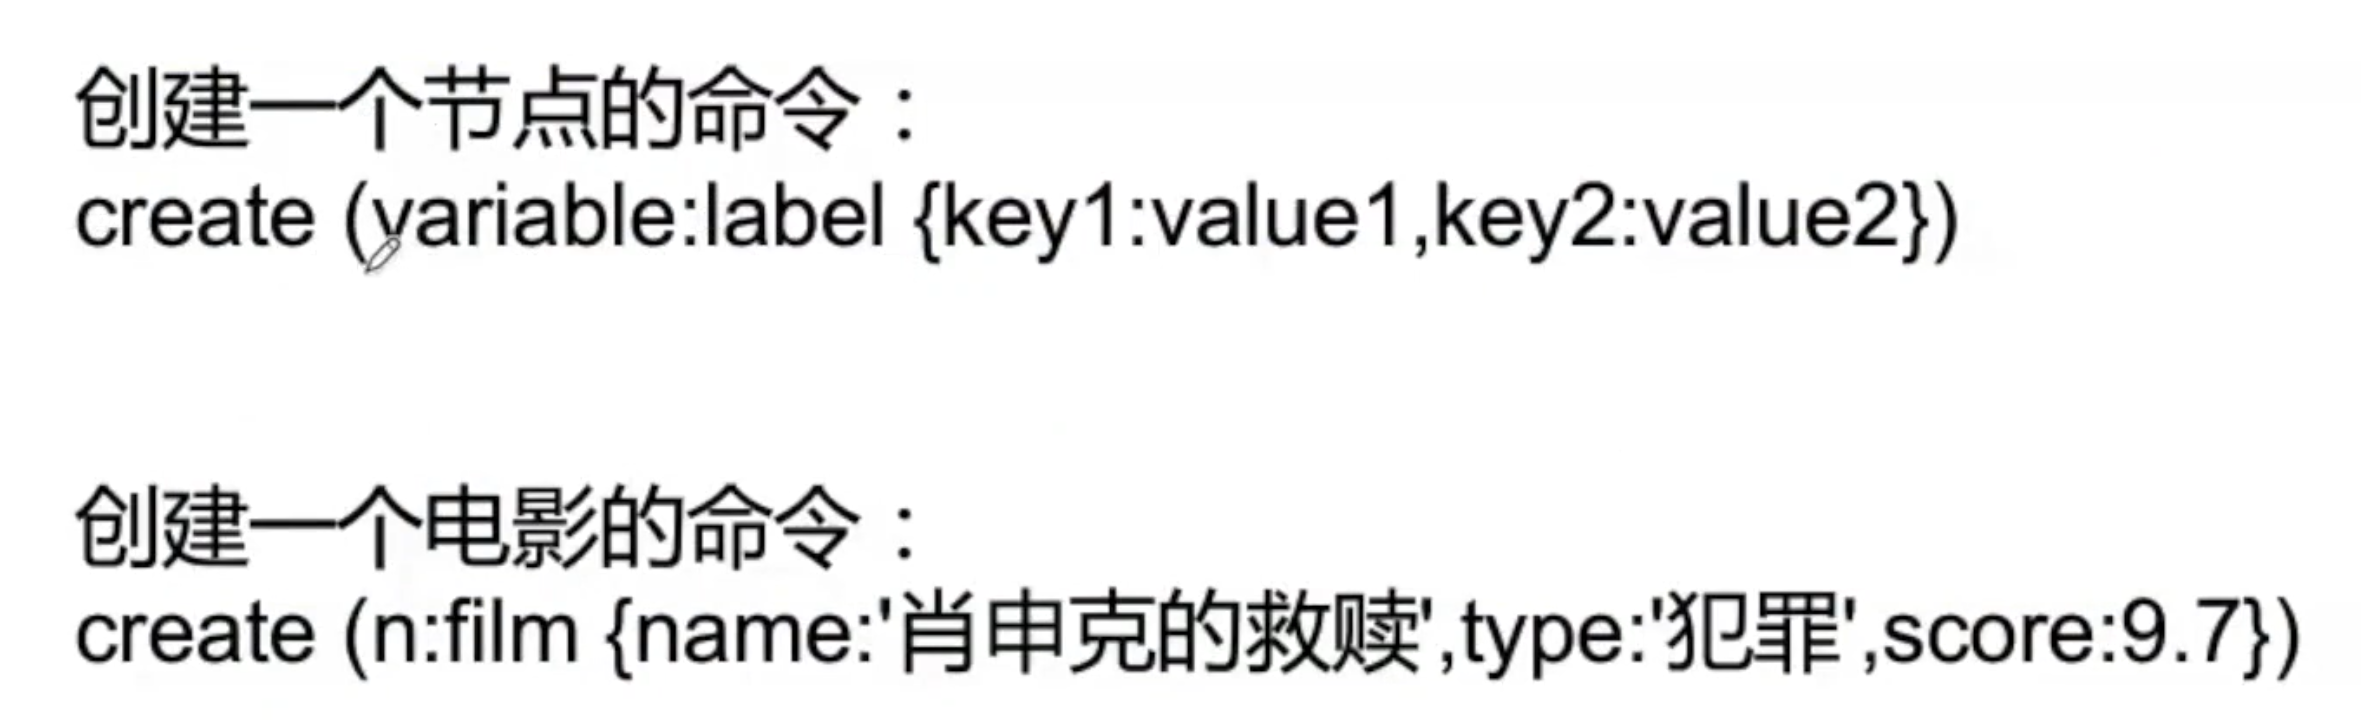 创建一个节点的命令：
create (variable:label {key1:value1,key2:value2})
创建一个电影的命令：
create (n:film {name:'肖申克的救赎',type:'犯罪',score:9.7})